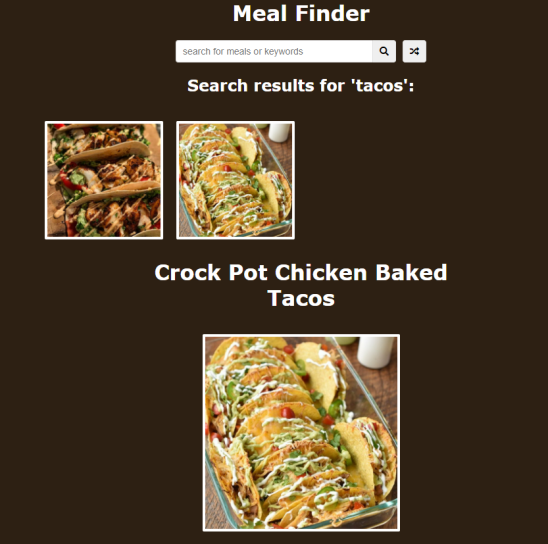 Meal Finder
search for meals or keywords
Search results for 'tacos':
Crock Pot Chicken Baked
Tacos